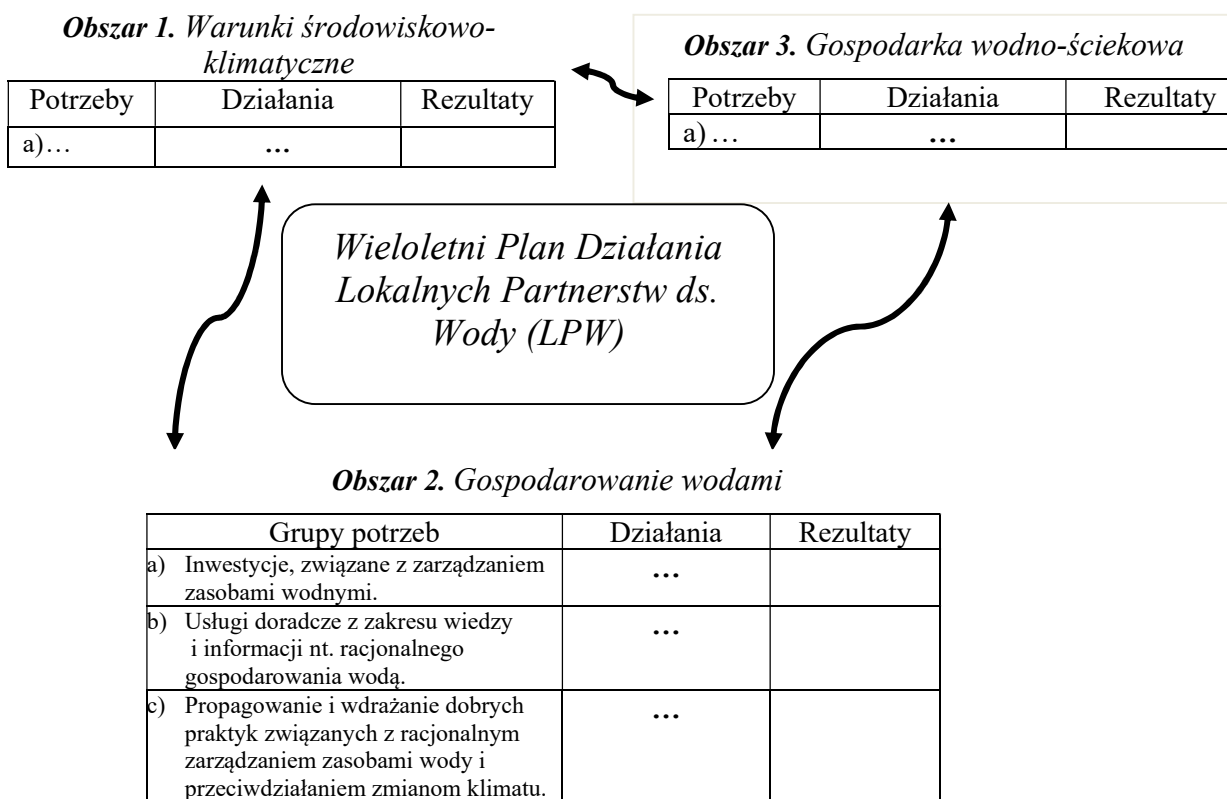 Obszar 1. Warunki środowiskowo-
klimatyczne
Potrzeby Działania Rezultaty
a)… …
Obszar 3. Gospodarka wodno-ściekowa
Potrzeby Działania Rezultaty
a) … …
Wieloletni Plan Działania
Lokalnych Partnerstw ds.
Wody (LPW)
Obszar 2. Gospodarowanie wodami
Grupy potrzeb Działania Rezultaty
a) Inwestycje, związane z zarządzaniem …
zasobami wodnymi.
b) Usługi doradcze z zakresu wiedzy …
i informacji nt. racjonalnego
gospodarowania wodą.
c) Propagowanie i wdrażanie dobrych …
praktyk związanych z racjonalnym
zarządzaniem zasobami wody i
przeciwdziałaniem zmianom klimatu.